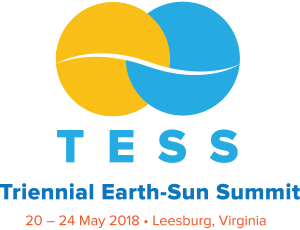 TESS
Triennial Earth-Sun Summit
20 – 24 May 2018 • Leesburg, Virginia